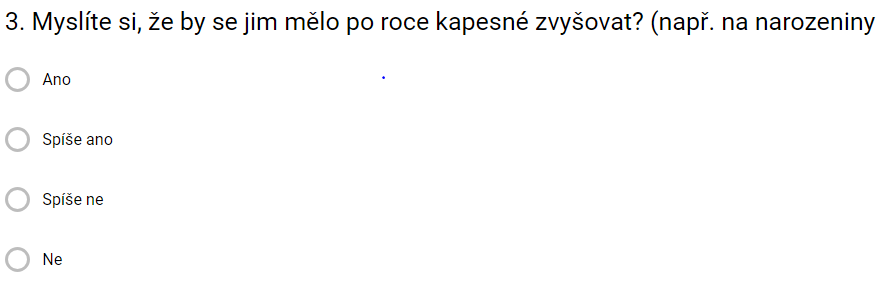 3. Myslíte si, že by se jim mělo po roce kapesné zvyšovat? (např. na narozeniny
Ano
Spíše ano
Spíše ne
Ne